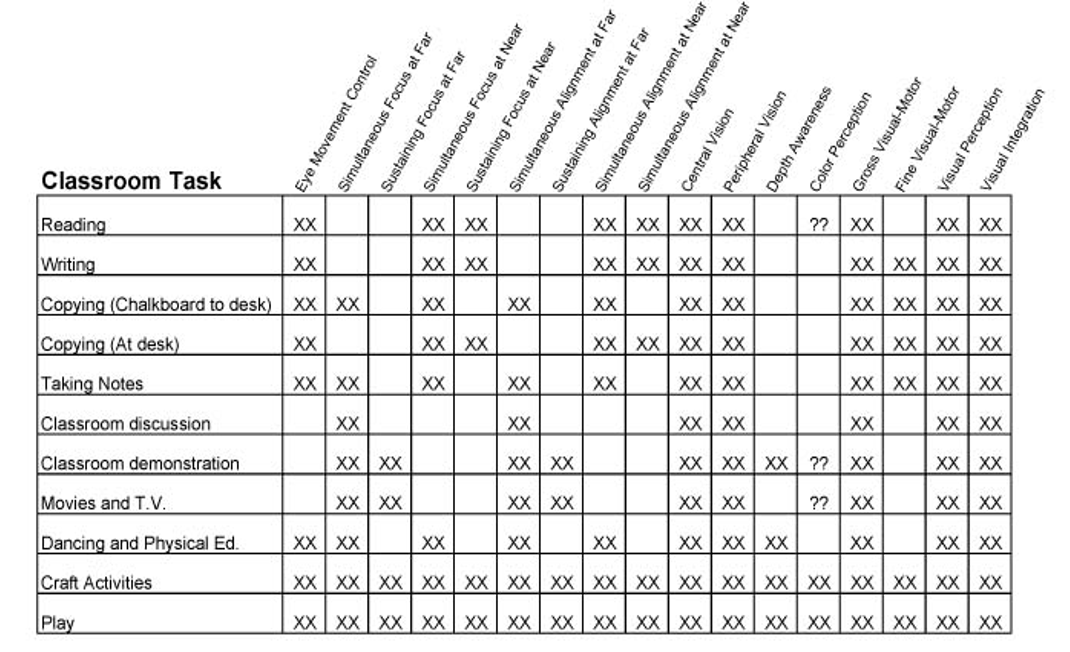 Eye Movement Control
Simultaneous Focus at Far
Sustaining Focus at Far
Simultaneous Focus at Near
Sustaining Focus at Near
Simultaneous Alignment at Far
Sustaining Alignment at Far
Simultaneous Alignment at Near
Simultaneous Alignment at Near
Central Vision
Peripheral Vision
Depth Awareness
Color Perception
Gross Visual-Motor
Fine Visual-Motor
Visual Perception
Visual Integration
Classroom Task
Reading XX XX XX XX XX XX XX ?? XX XX XX
Writing XX XX XX XX XX XX XX XX XX XX XX
Copying (Chalkboard to desk) XX XX XX XX XX XX XX XX XX XX XX
Copying (At desk) XX XX XX XX XX XX XX XX XX XX XX
Taking Notes XX XX XX XX XX XX XX XX XX XX XX
Classroom discussion XX XX XX XX XX XX XX
Classroom demonstration XX XX XX XX XX XX XX ?? XX XX XX
Movies and T.V. XX XX XX XX XX XX ?? XX XX XX
Dancing and Physical Ed. XX XX XX XX XX XX XX XX XX XX XX
Craft Activities XX XX XX XX XX XX XX XX XX XX XX XX XX XX XX XX XX
Play XX XX XX XX XX XX XX XX XX XX XX XX XX XX XX XX XX